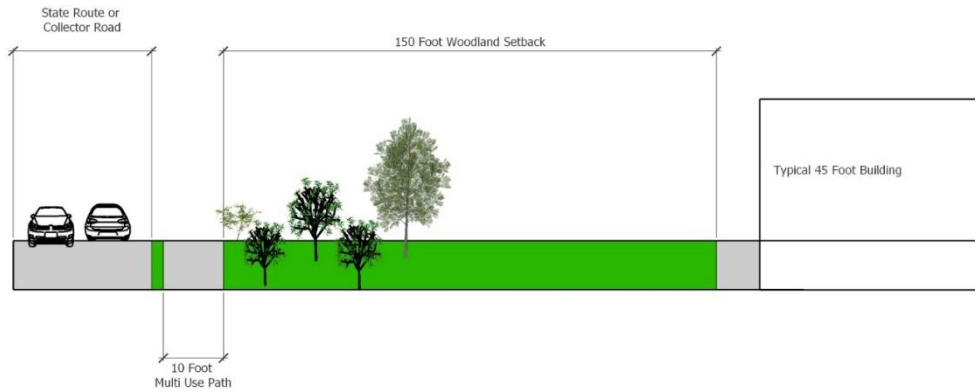 State Route or
Collector Road
150 Foot Woodland Setback
Typical 45 Foot Building
10 Foot
Multi Use Path